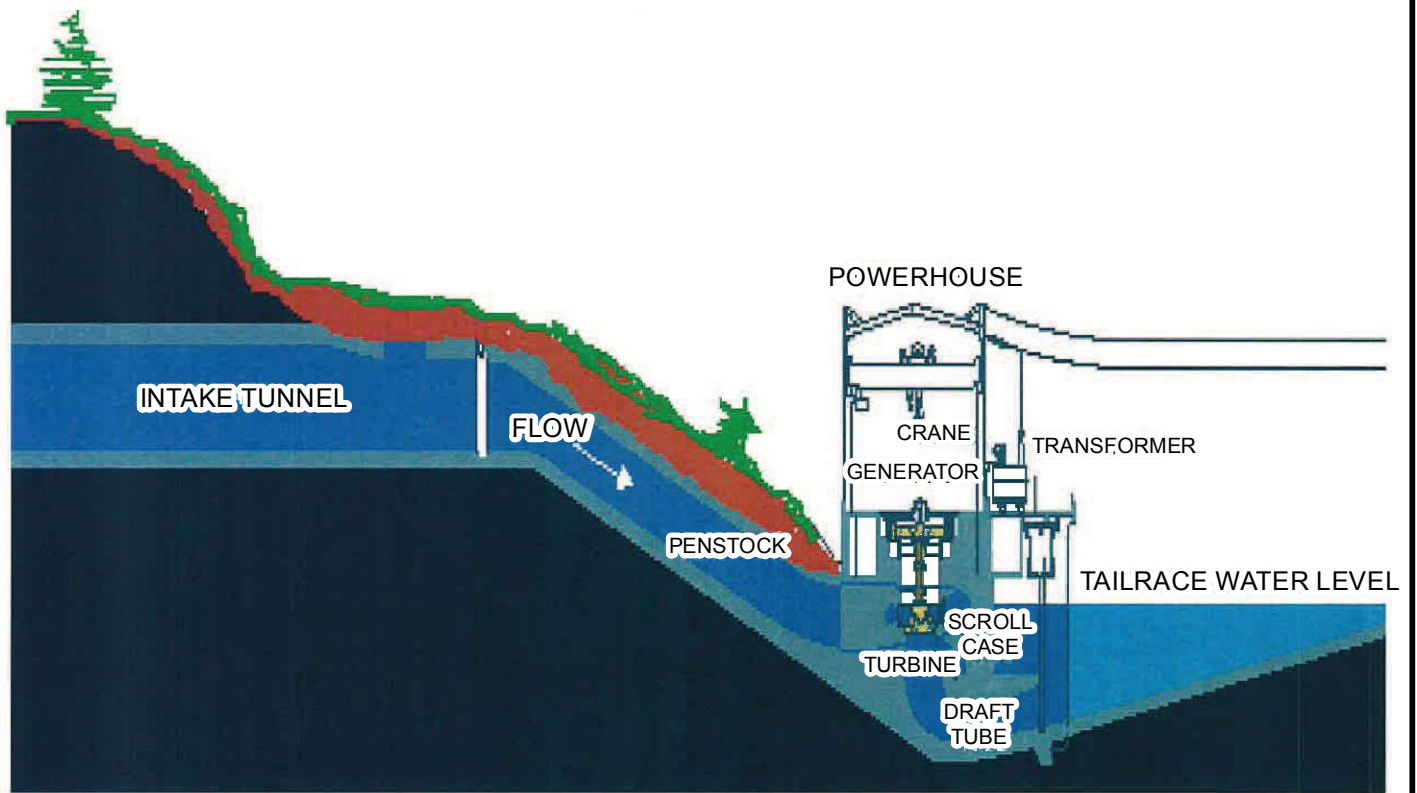 POWERHOUSE
INTAKE TUNNEL
FLOW
CRANE
TRANSFORMER
GENERATOR
PENSTOCK
TAILRACE WATER LEVEL
SCROLL
CASE
TURBINE
DRAFT
TUBE